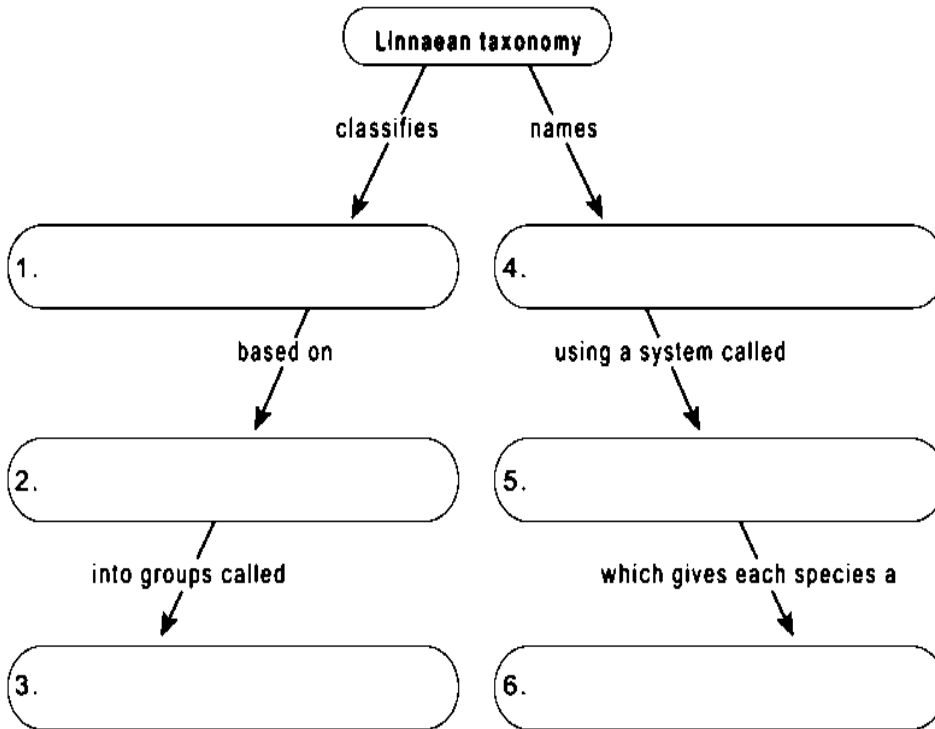 Linnaean taxonomy
classifies
names
1.
4.
based on
using a system called
2.
5.
into groups called
which gives each species a
3.
6.